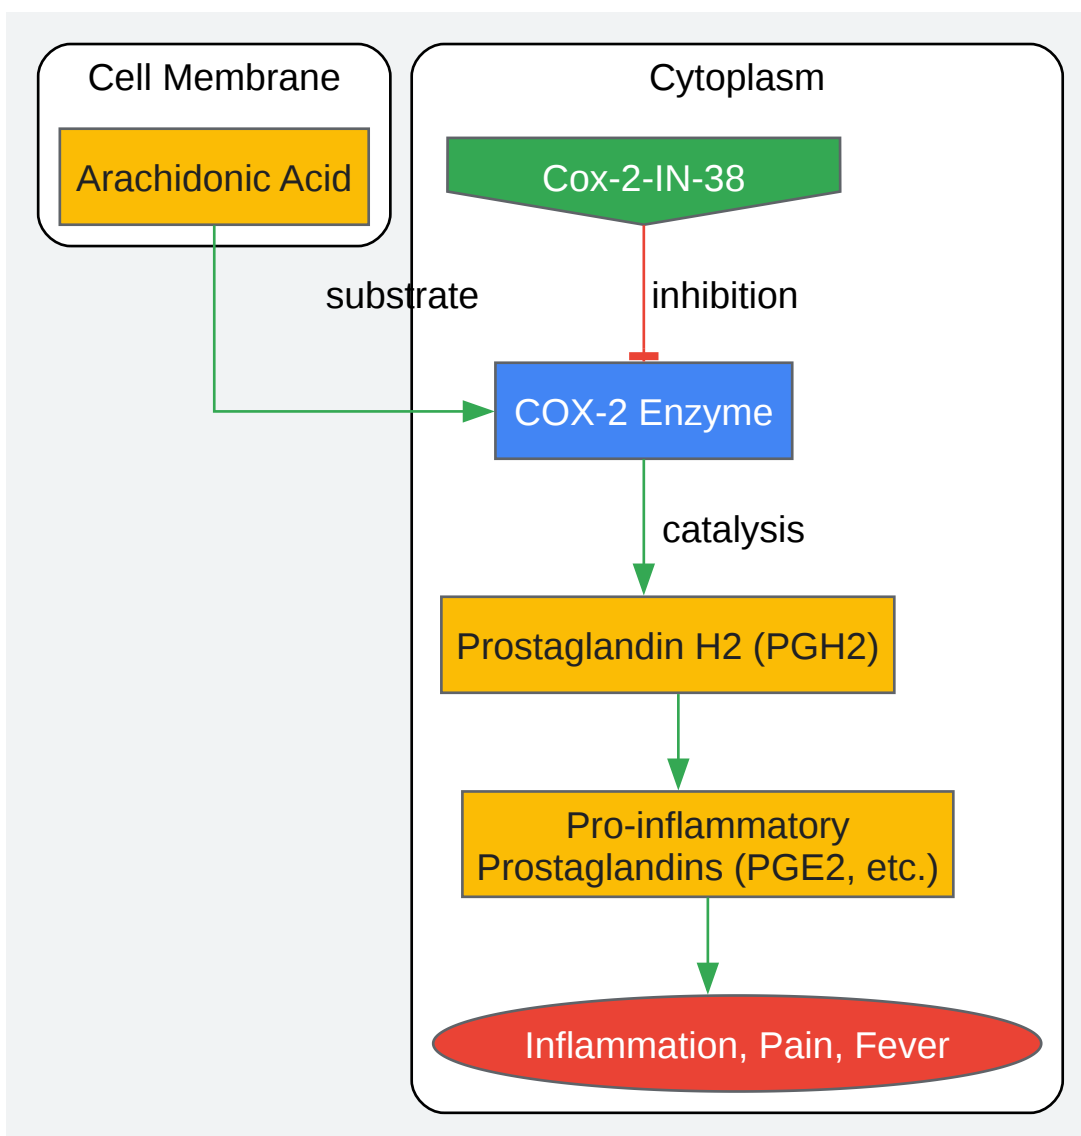 Cell Membrane
Arachidonic Acid
Cytoplasm
Cox-2-IN-38
substrate
inhibition
COX-2 Enzyme
catalysis
Prostaglandin H2 (PGH2)
Pro-inflammatory
Prostaglandins (PGE2, etc.)
Inflammation, Pain, Fever